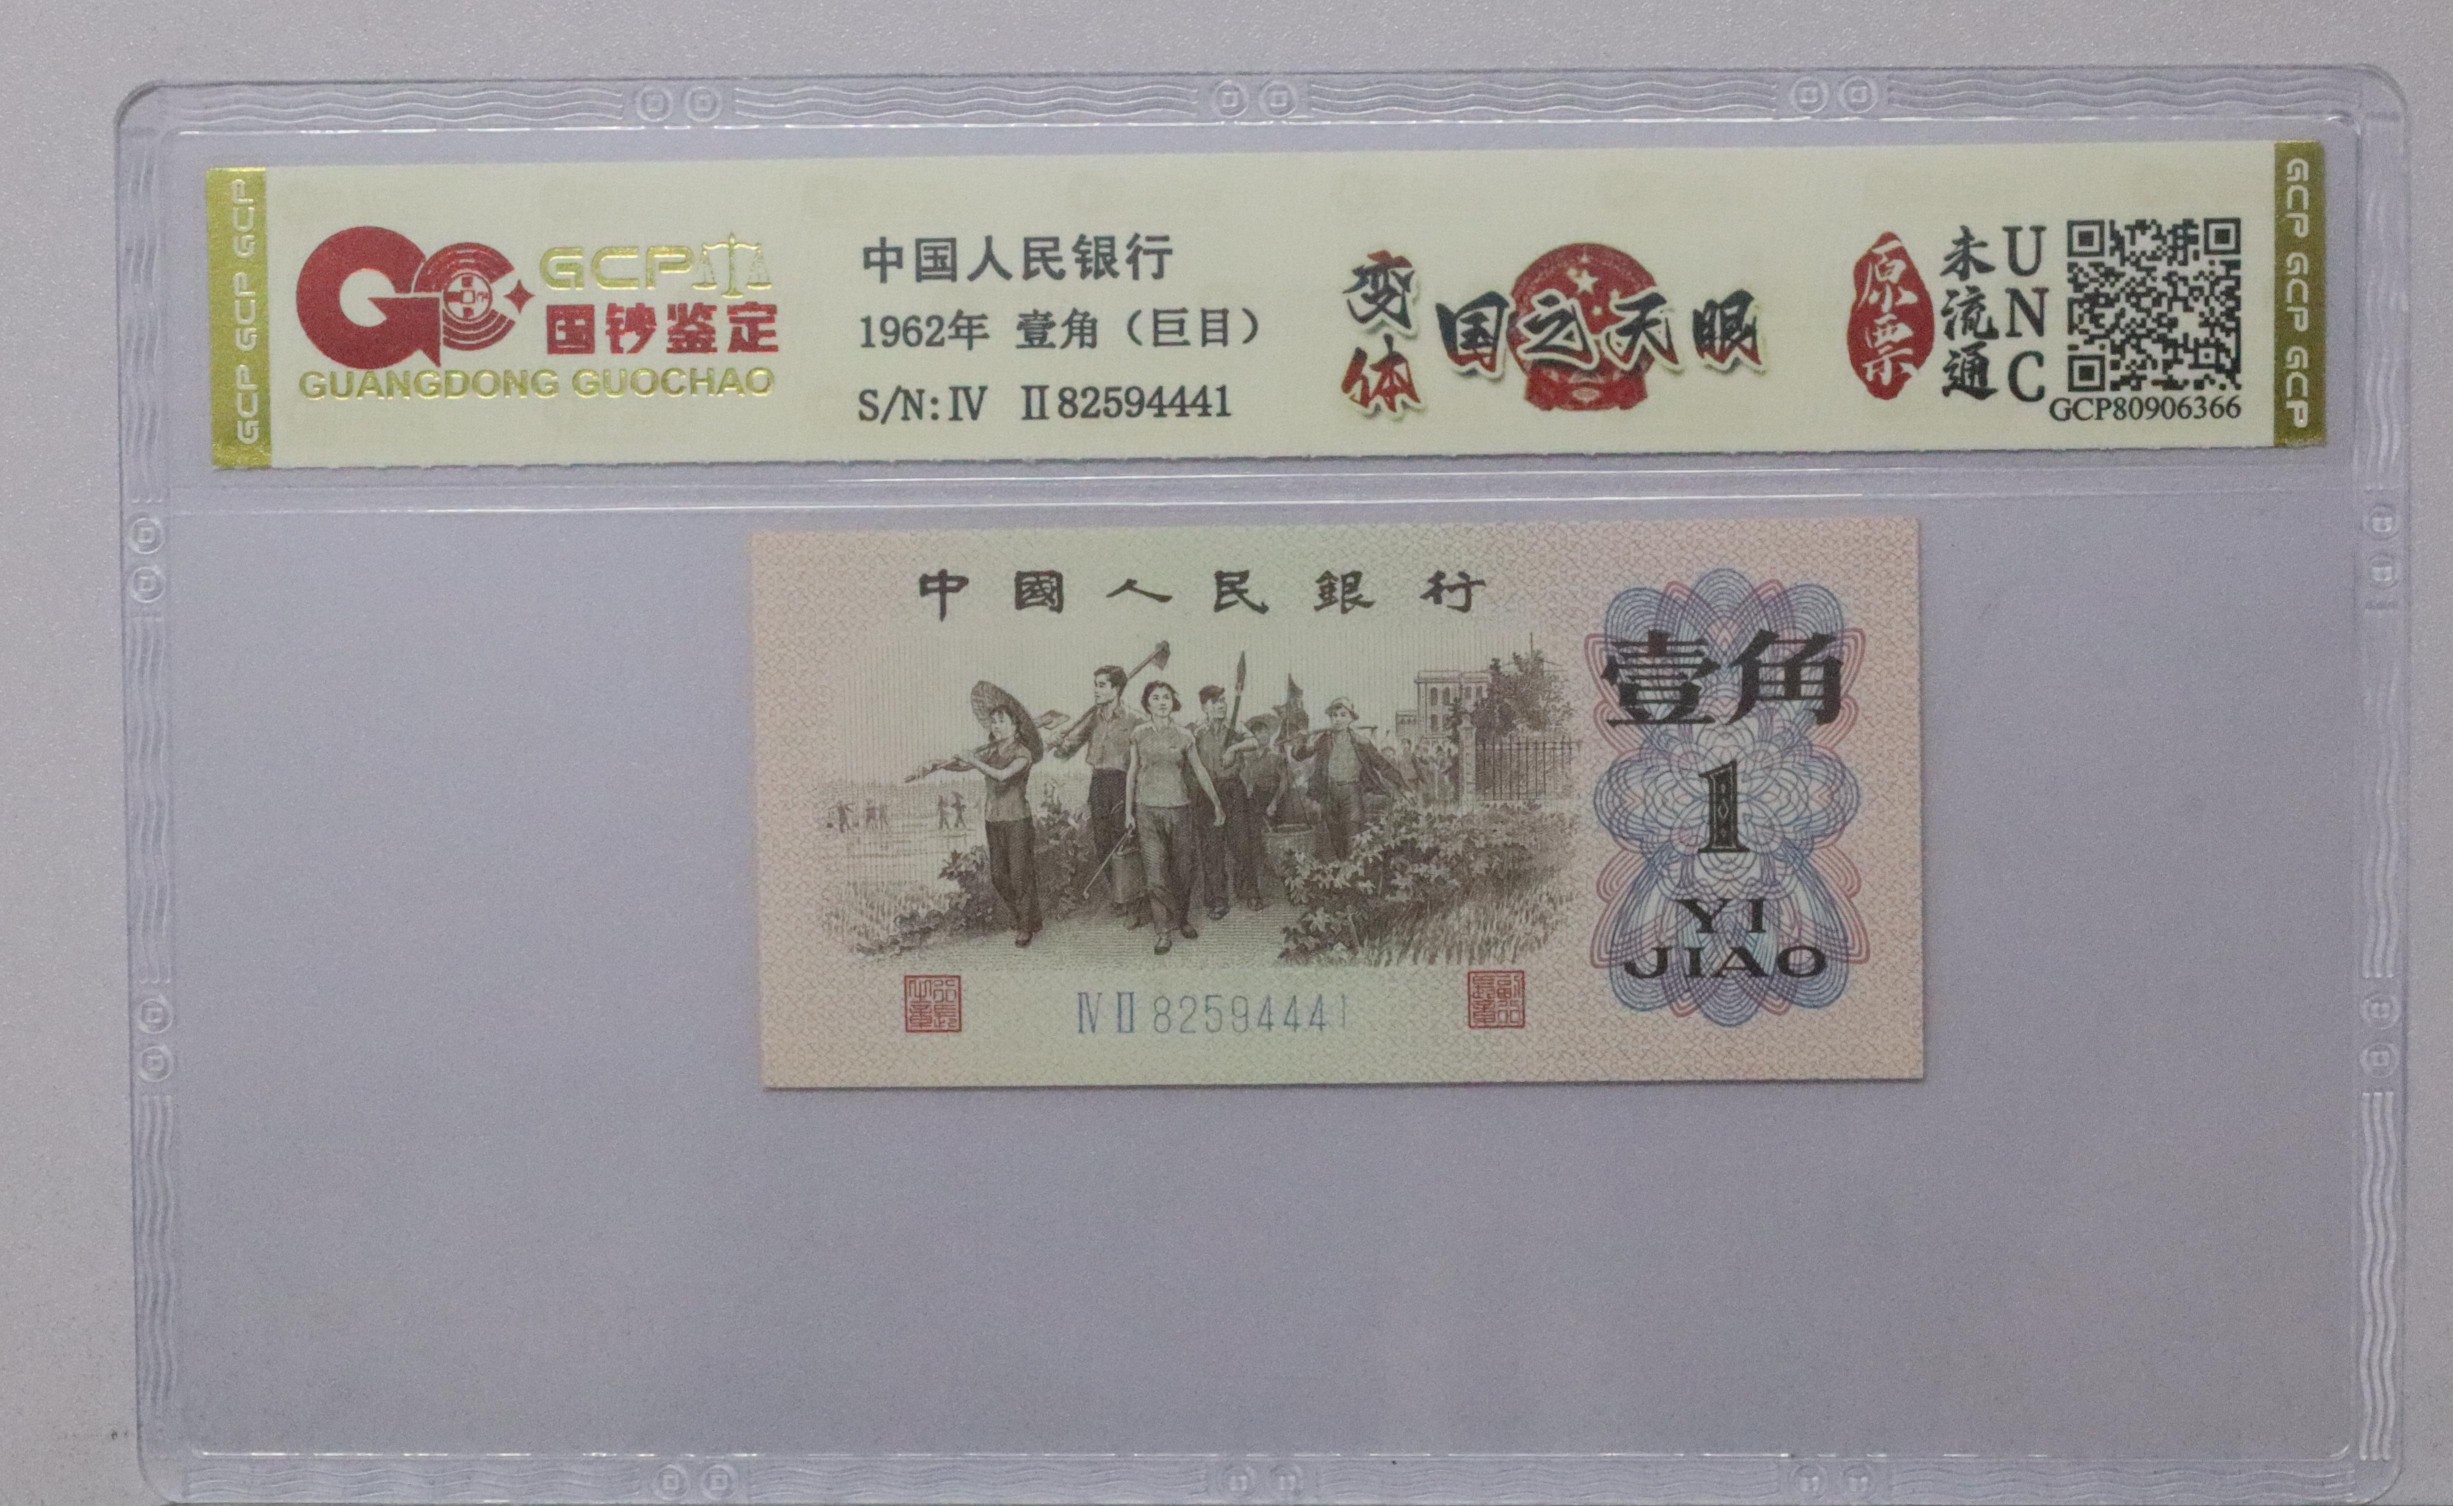 GCP GCP GCP
GCP
国钞鉴定
GUANGDONG GUOCHAO
中国人民银行
1962年 壹角（巨目）
S/N: IV II 82594441
变体
国之天眼
原票
未流通
UNC
GCP80906366
GCP GCP GCP
中國人民銀行
壹角
1
YI
JIAO
IV II 82594441